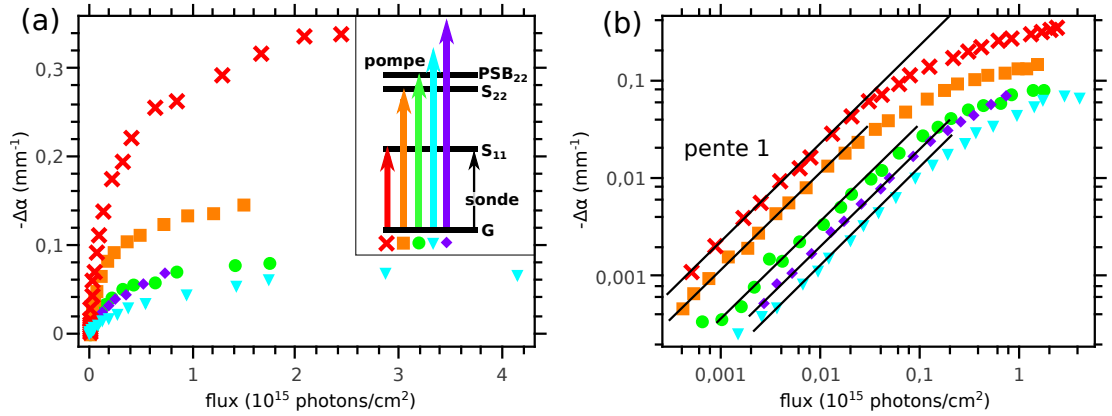 (a)
-Δα (mm⁻¹)
0,3
0,2
0,1
0
0
1
2
3
4
flux (10¹⁵ photons/cm²)
pompe
PSB₂₂
S₂₂
S₁₁
sonde
G
(b)
-Δα (mm⁻¹)
0,1
0,01
0,001
pente 1
0,001
0,01
0,1
1
flux (10¹⁵ photons/cm²)